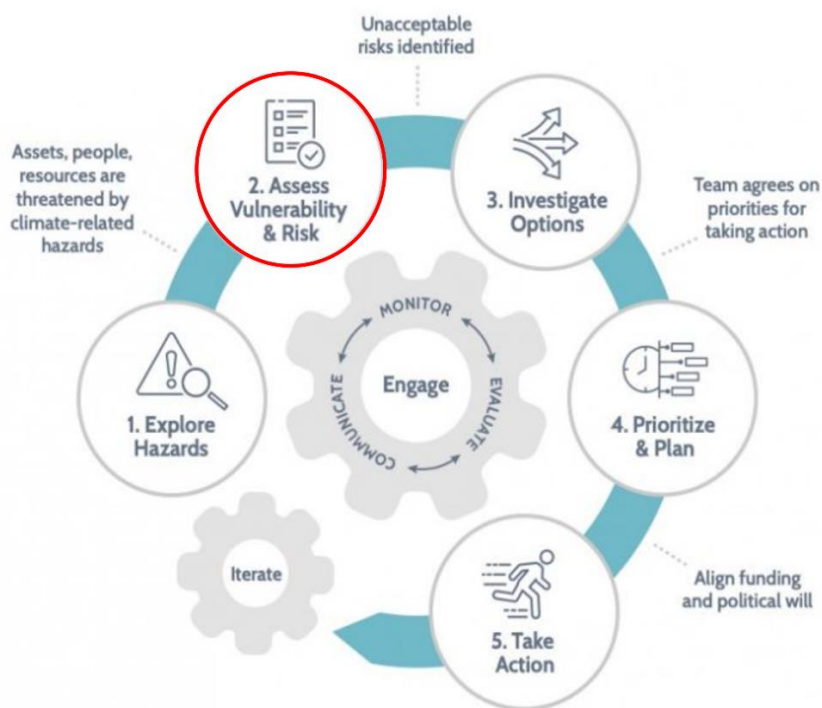 Unacceptable
risks identified
2. Assess
Vulnerability
& Risk
3. Investigate
Options
Assets, people,
resources are
threatened by
climate-related
hazards
Team agrees on
priorities for
taking action
MONITOR
EVALUATE
COMMUNICATE
Engage
1. Explore
Hazards
4. Prioritize
& Plan
Iterate
5. Take
Action
Align funding
and political will